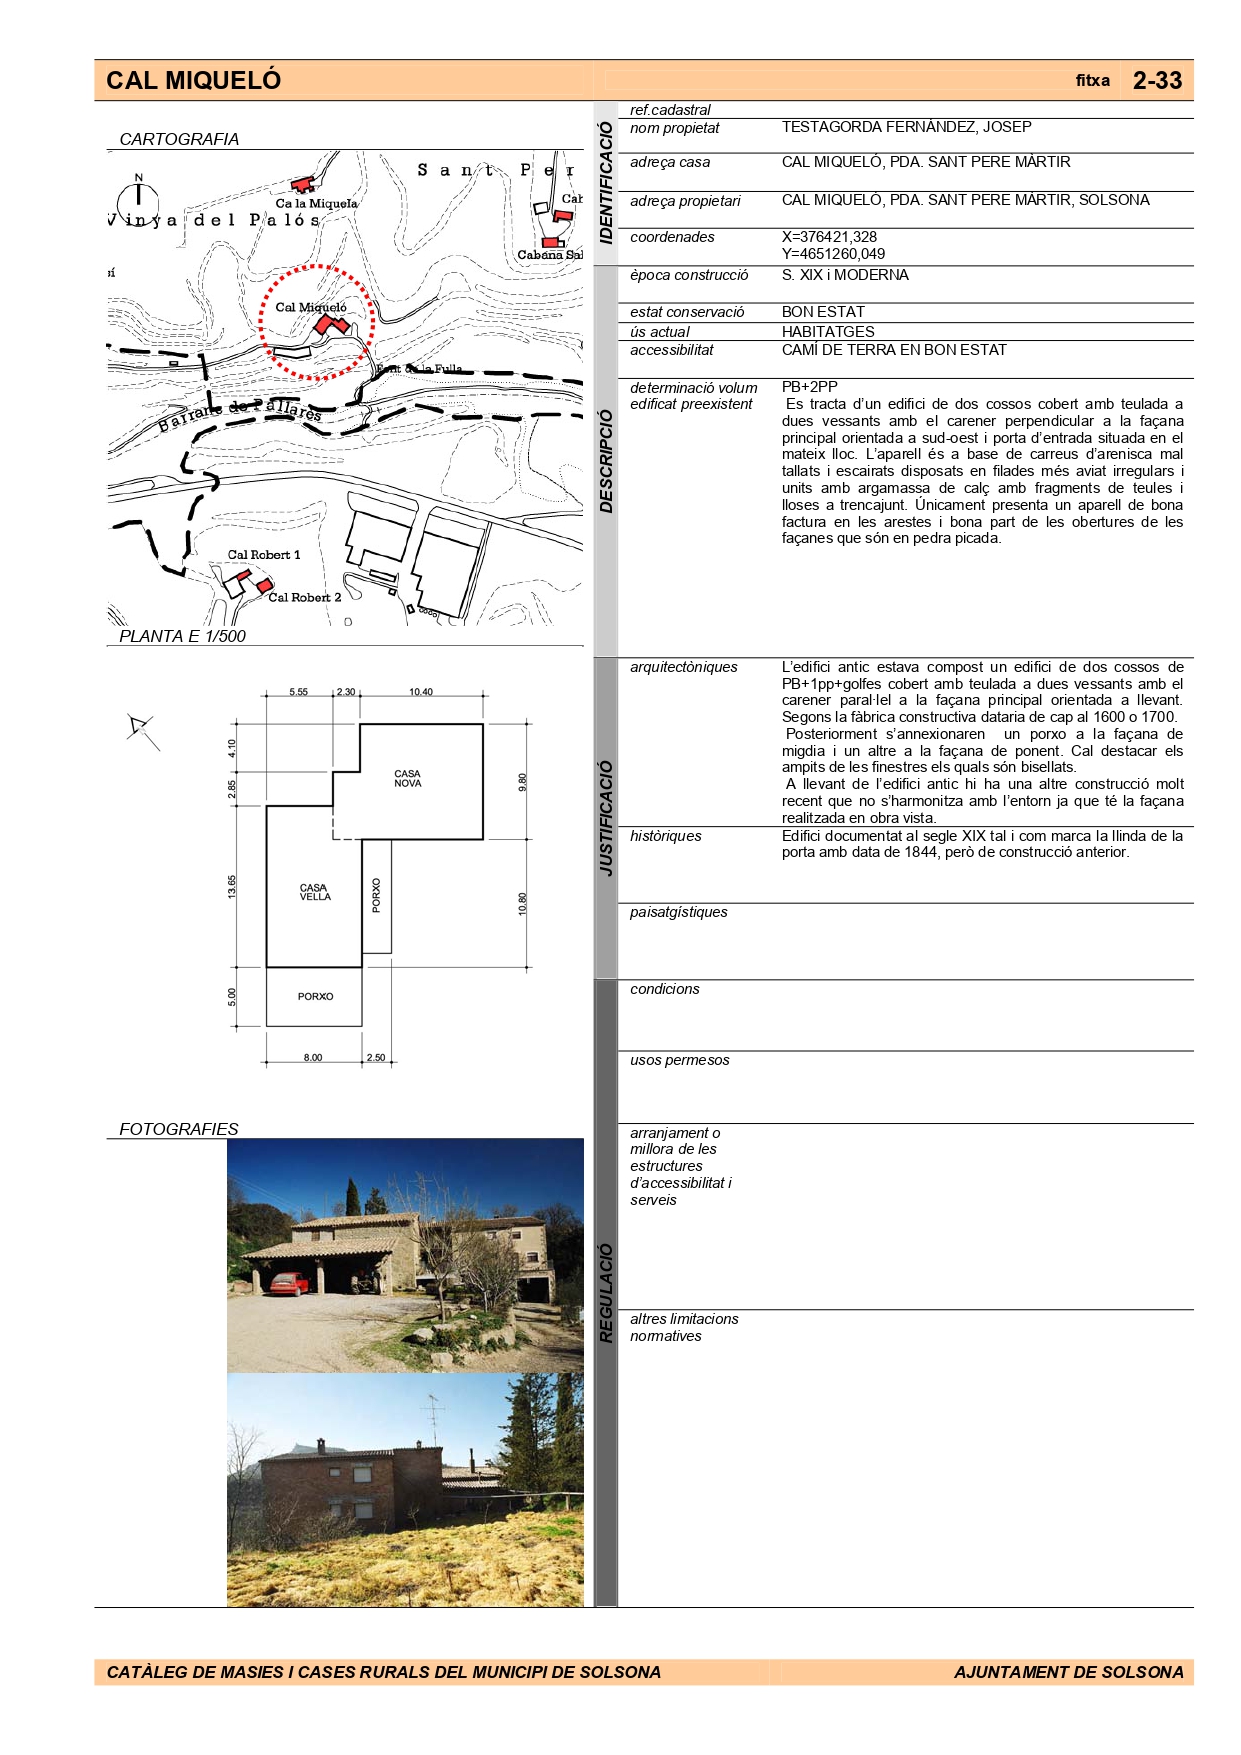 CAL MIQUELÓ
fitxa 2-33
CARTOGRAFIA
N
Sant Per
Ca la Miquela
Vinya del Palós
Cab
Cabana Sal
Cal Miqueló
Font de la Fulla
Barranc de Pallarès
Cal Robert 1
Cal Robert 2
PLANTA E 1/500
5.55 2.30 10.40
4.10
2.85
13.65
5.00
9.80
10.80
CASA
NOVA
CASA
VELLA
PORXO
PORXO
8.00 2.50
FOTOGRAFIES
IDENTIFICACIÓ
ref.cadastral
nom propietat TESTAGORDA FERNÁNDEZ, JOSEP
adreça casa CAL MIQUELÓ, PDA. SANT PERE MÀRTIR
adreça propietari CAL MIQUELÓ, PDA. SANT PERE MÀRTIR, SOLSONA
coordenades X=376421,328
Y=4651260,049
DESCRIPCIÓ
època construcció S. XIX i MODERNA
estat conservació BON ESTAT
ús actual HABITATGES
accessibilitat CAMÍ DE TERRA EN BON ESTAT
determinació volum PB+2PP
edificat preexistent Es tracta d’un edifici de dos cossos cobert amb teulada a
dues vessants amb el carener perpendicular a la façana
principal orientada a sud-oest i porta d’entrada situada en el
mateix lloc. L’aparell és a base de carreus d’arenisca mal
tallats i escairats disposats en filades més aviat irregulars i
units amb argamassa de calç amb fragments de teules i
lloses a trencajunt. Únicament presenta un aparell de bona
factura en les arestes i bona part de les obertures de les
façanes que són en pedra picada.
JUSTIFICACIÓ
arquitectòniques L’edifici antic estava compost un edifici de dos cossos de
PB+1pp+golfes cobert amb teulada a dues vessants amb el
carener paral·lel a la façana principal orientada a llevant.
Segons la fàbrica constructiva dataria de cap al 1600 o 1700.
Posteriorment s’annexionaren un porxo a la façana de
migdia i un altre a la façana de ponent. Cal destacar els
ampits de les finestres els quals són bisellats.
A llevant de l’edifici antic hi ha una altre construcció molt
recent que no s’harmonitza amb l’entorn ja que té la façana
realitzada en obra vista.
històriques Edifici documentat al segle XIX tal i com marca la llinda de la
porta amb data de 1844, però de construcció anterior.
paisatgístiques
REGULACIÓ
condicions
usos permesos
arranjament o
millora de les
estructures
d’accessibilitat i
serveis
altres limitacions
normatives
CATÀLEG DE MASIES I CASES RURALS DEL MUNICIPI DE SOLSONA
AJUNTAMENT DE SOLSONA